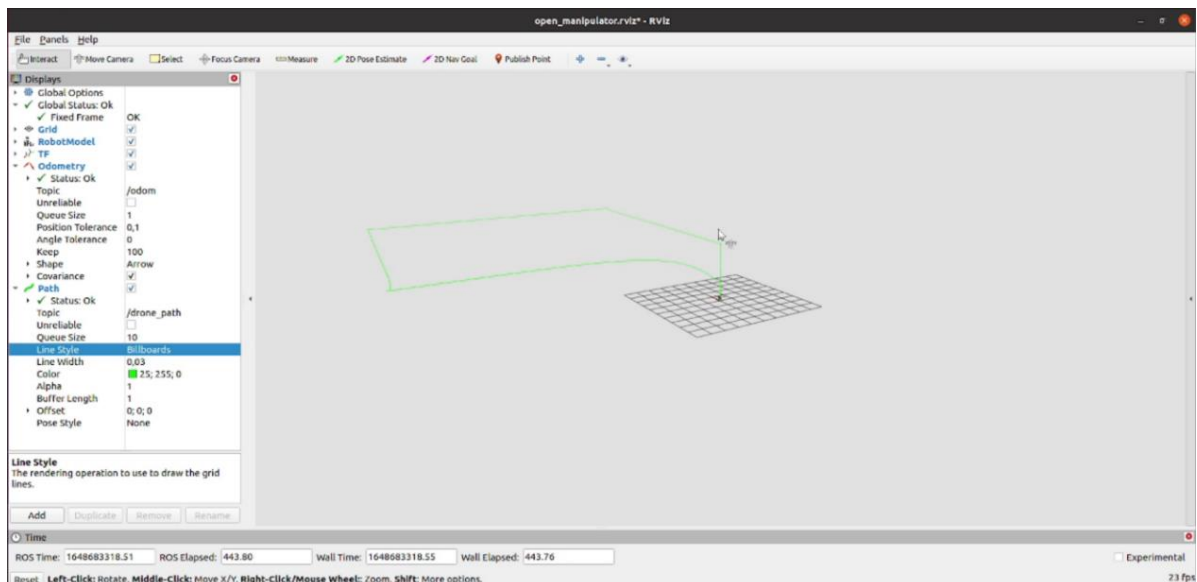 open_manipulator.rviz* - RViz
File Panels Help
Interact Move Camera Select Focus Camera Measure 2D Pose Estimate 2D Nav Goal Publish Point
Displays
Global Options
Global Status: Ok
Fixed Frame OK
Grid
RobotModel
TF
Odometry
Status: Ok
Topic /odom
Unreliable
Queue Size 1
Position Tolerance 0,1
Angle Tolerance 0
Keep 100
Shape Arrow
Covariance
Path
Status: Ok
Topic /drone_path
Unreliable
Queue Size 10
Line Style Billboards
Line Width 0,03
Color 25; 255; 0
Alpha 1
Buffer Length 1
Offset 0; 0; 0
Pose Style None
Line Style
The rendering operation to use to draw the grid
lines.
Add Duplicate Remove Rename
Time
ROS Time: 1648683318.51 ROS Elapsed: 443.80 Wall Time: 1648683318.55 Wall Elapsed: 443.76 Experimental
Reset Left-Click: Rotate. Middle-Click: Move X/Y. Right-Click/Mouse Wheel: Zoom. Shift: More options. 23 fps